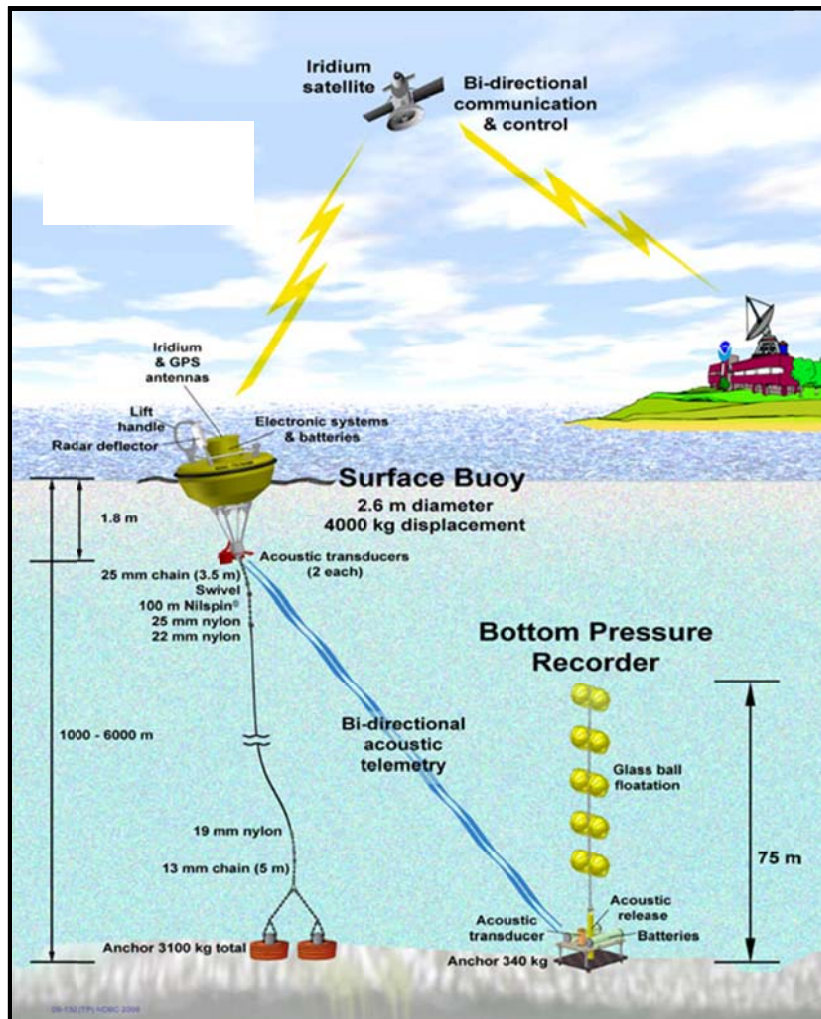 Iridium
satellite
Bi-directional
communication
& control
Iridium
& GPS
antennas
Lift
handle
Radar deflector
Electronic systems
& batteries
Surface Buoy
2.6 m diameter
4000 kg displacement
1.8 m
Acoustic transducers
(2 each)
25 mm chain (3.5 m)
Swivel
100 m Nilspin®
25 mm nylon
22 mm nylon
Bottom Pressure
Recorder
1000 - 6000 m
Bi-directional
acoustic
telemetry
Glass ball
floatation
19 mm nylon
13 mm chain (5 m)
75 m
Acoustic
release
Acoustic
transducer
Batteries
Anchor 3100 kg total
Anchor 340 kg